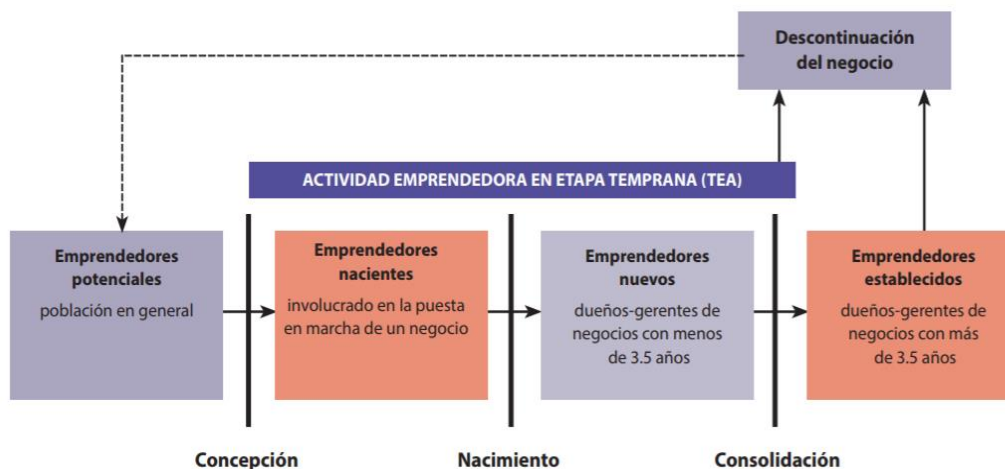 Descontinuación
del negocio
ACTIVIDAD EMPRENDEDORA EN ETAPA TEMPRANA (TEA)
Emprendedores
potenciales
población en general
Emprendedores
nacientes
involucrado en la puesta
en marcha de un negocio
Emprendedores
nuevos
dueños-gerentes de
negocios con menos
de 3.5 años
Emprendedores
establecidos
dueños-gerentes de
negocios con más
de 3.5 años
Concepción
Nacimiento
Consolidación